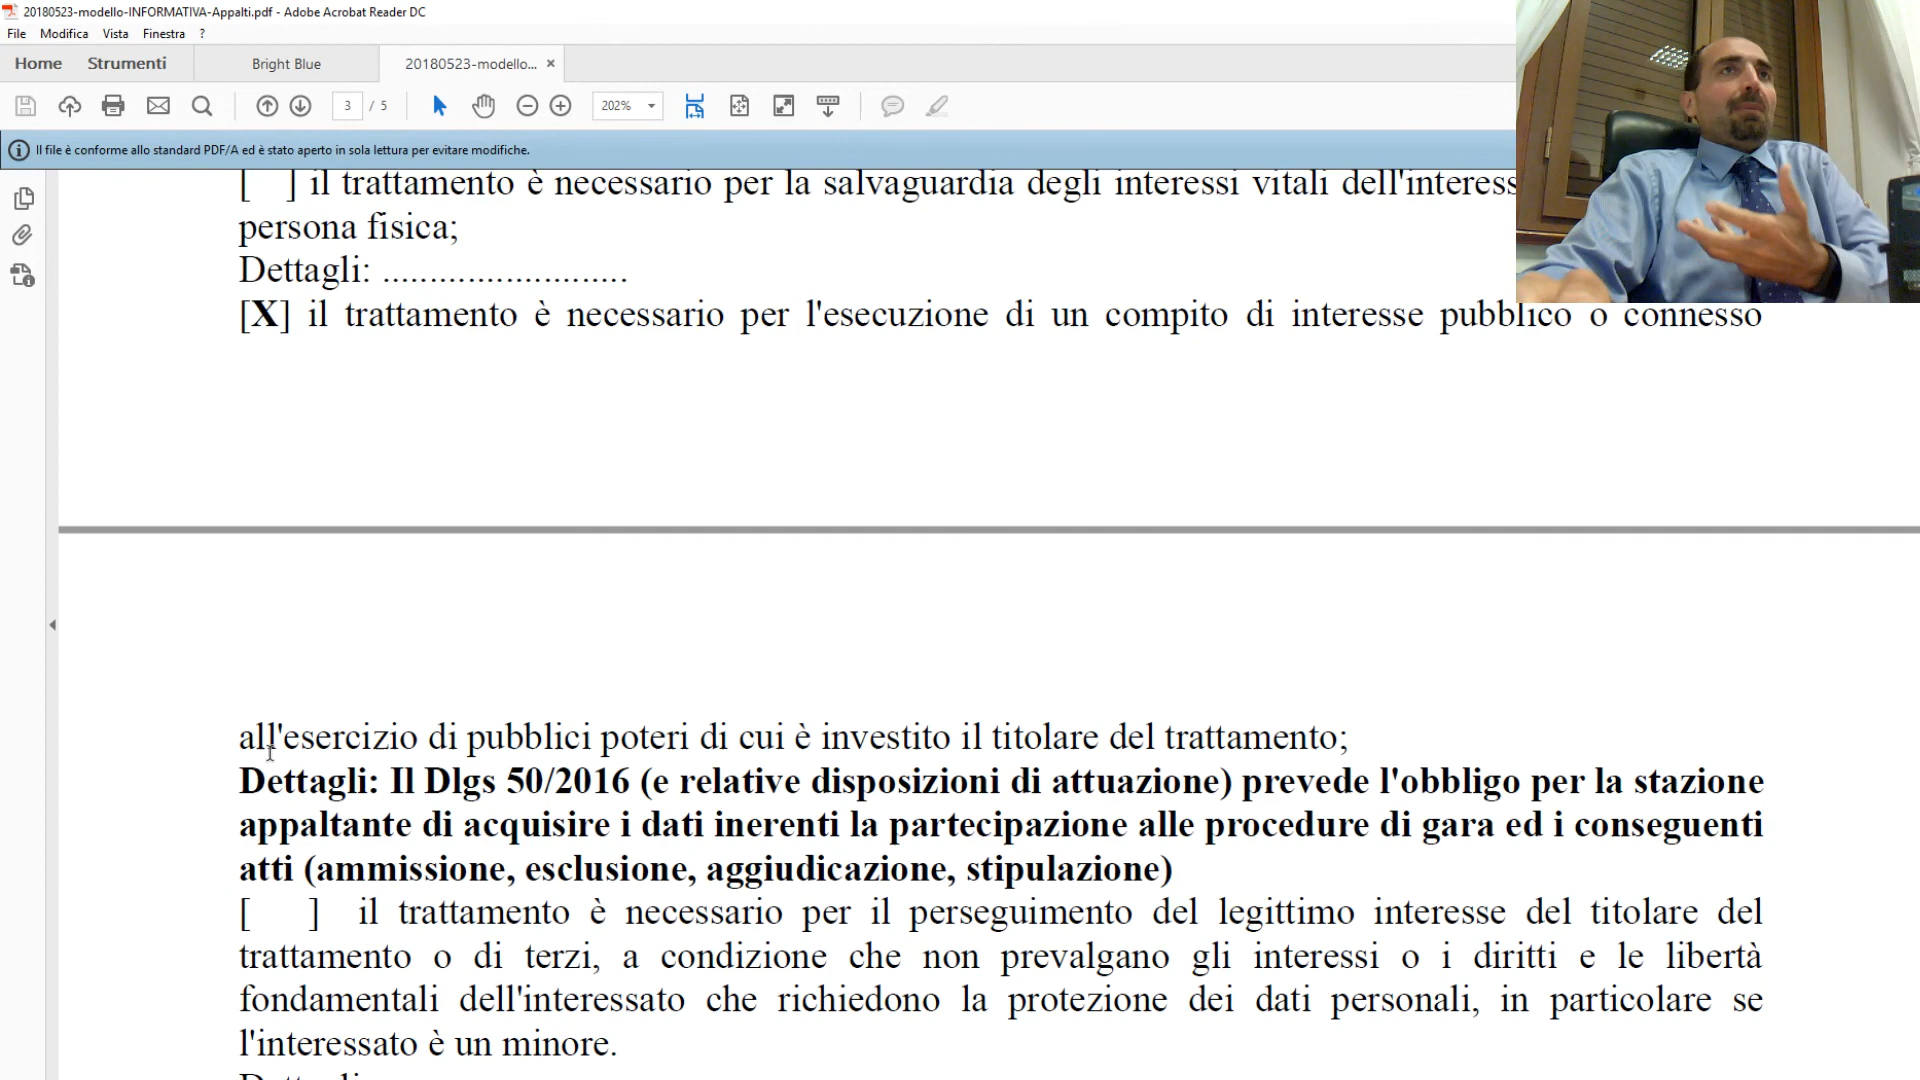 20180523-modello-INFORMATIVA-Appalti.pdf - Adobe Acrobat Reader DC
File Modifica Vista Finestra ?
Home Strumenti Bright Blue 20180523-modello... ×
3 / 5 202%
Il file è conforme allo standard PDF/A ed è stato aperto in sola lettura per evitare modifiche.
[ ] il trattamento è necessario per la salvaguardia degli interessi vitali dell'interess
persona fisica;
Dettagli: ..........................
[X] il trattamento è necessario per l'esecuzione di un compito di interesse pubblico o connesso
all'esercizio di pubblici poteri di cui è investito il titolare del trattamento;
Dettagli: Il Dlgs 50/2016 (e relative disposizioni di attuazione) prevede l'obbligo per la stazione
appaltante di acquisire i dati inerenti la partecipazione alle procedure di gara ed i conseguenti
atti (ammissione, esclusione, aggiudicazione, stipulazione)
[ ] il trattamento è necessario per il perseguimento del legittimo interesse del titolare del
trattamento o di terzi, a condizione che non prevalgano gli interessi o i diritti e le libertà
fondamentali dell'interessato che richiedono la protezione dei dati personali, in particolare se
l'interessato è un minore.